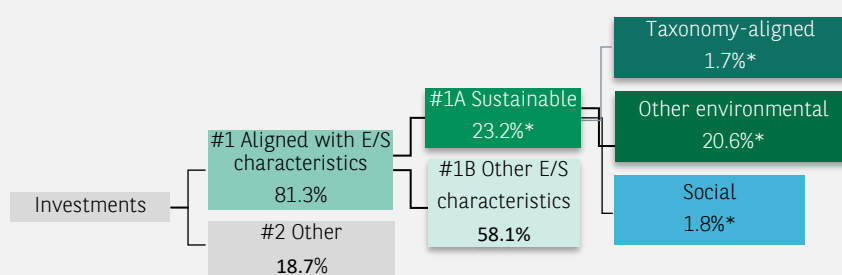 Investments
#1 Aligned with E/S
characteristics
81.3%
#2 Other
18.7%
#1A Sustainable
23.2%*
#1B Other E/S
characteristics
58.1%
Taxonomy-aligned
1.7%*
Other environmental
20.6%*
Social
1.8%*